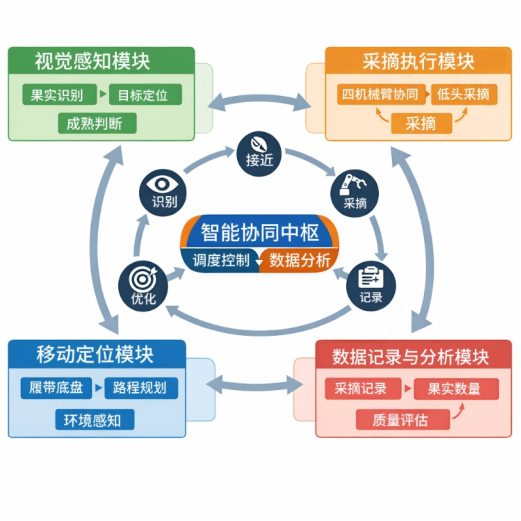 视觉感知模块
果实识别
目标定位
成熟判断
采摘执行模块
四机械臂协同
低头采摘
采摘
接近
识别
采摘
智能协同中枢
调度控制
数据分析
优化
记录
移动定位模块
履带底盘
路程规划
环境感知
数据记录与分析模块
采摘记录
果实数量
质量评估